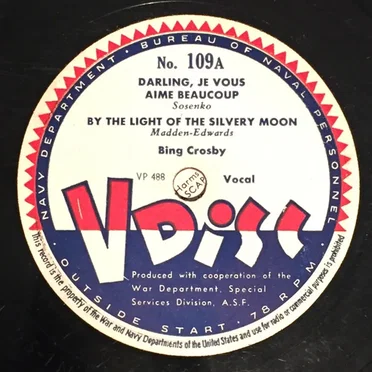 NAVY DEPARTMENT · BUREAU OF NAVAL PERSONNEL ·
No. 109A
DARLING, JE VOUS
AIME BEAUCOUP
Sosenko
BY THE LIGHT OF THE SILVERY MOON
Madden-Edwards
Bing Crosby
VP 488
Harms
SCAP
Vocal
V Disc
Produced with cooperation of the
War Department, Special
Services Division, A.S.F.
OUTSIDE START · 78 RPM ·
This record is the property of the War and Navy Departments of the United States and use for radio or commercial purposes is prohibited